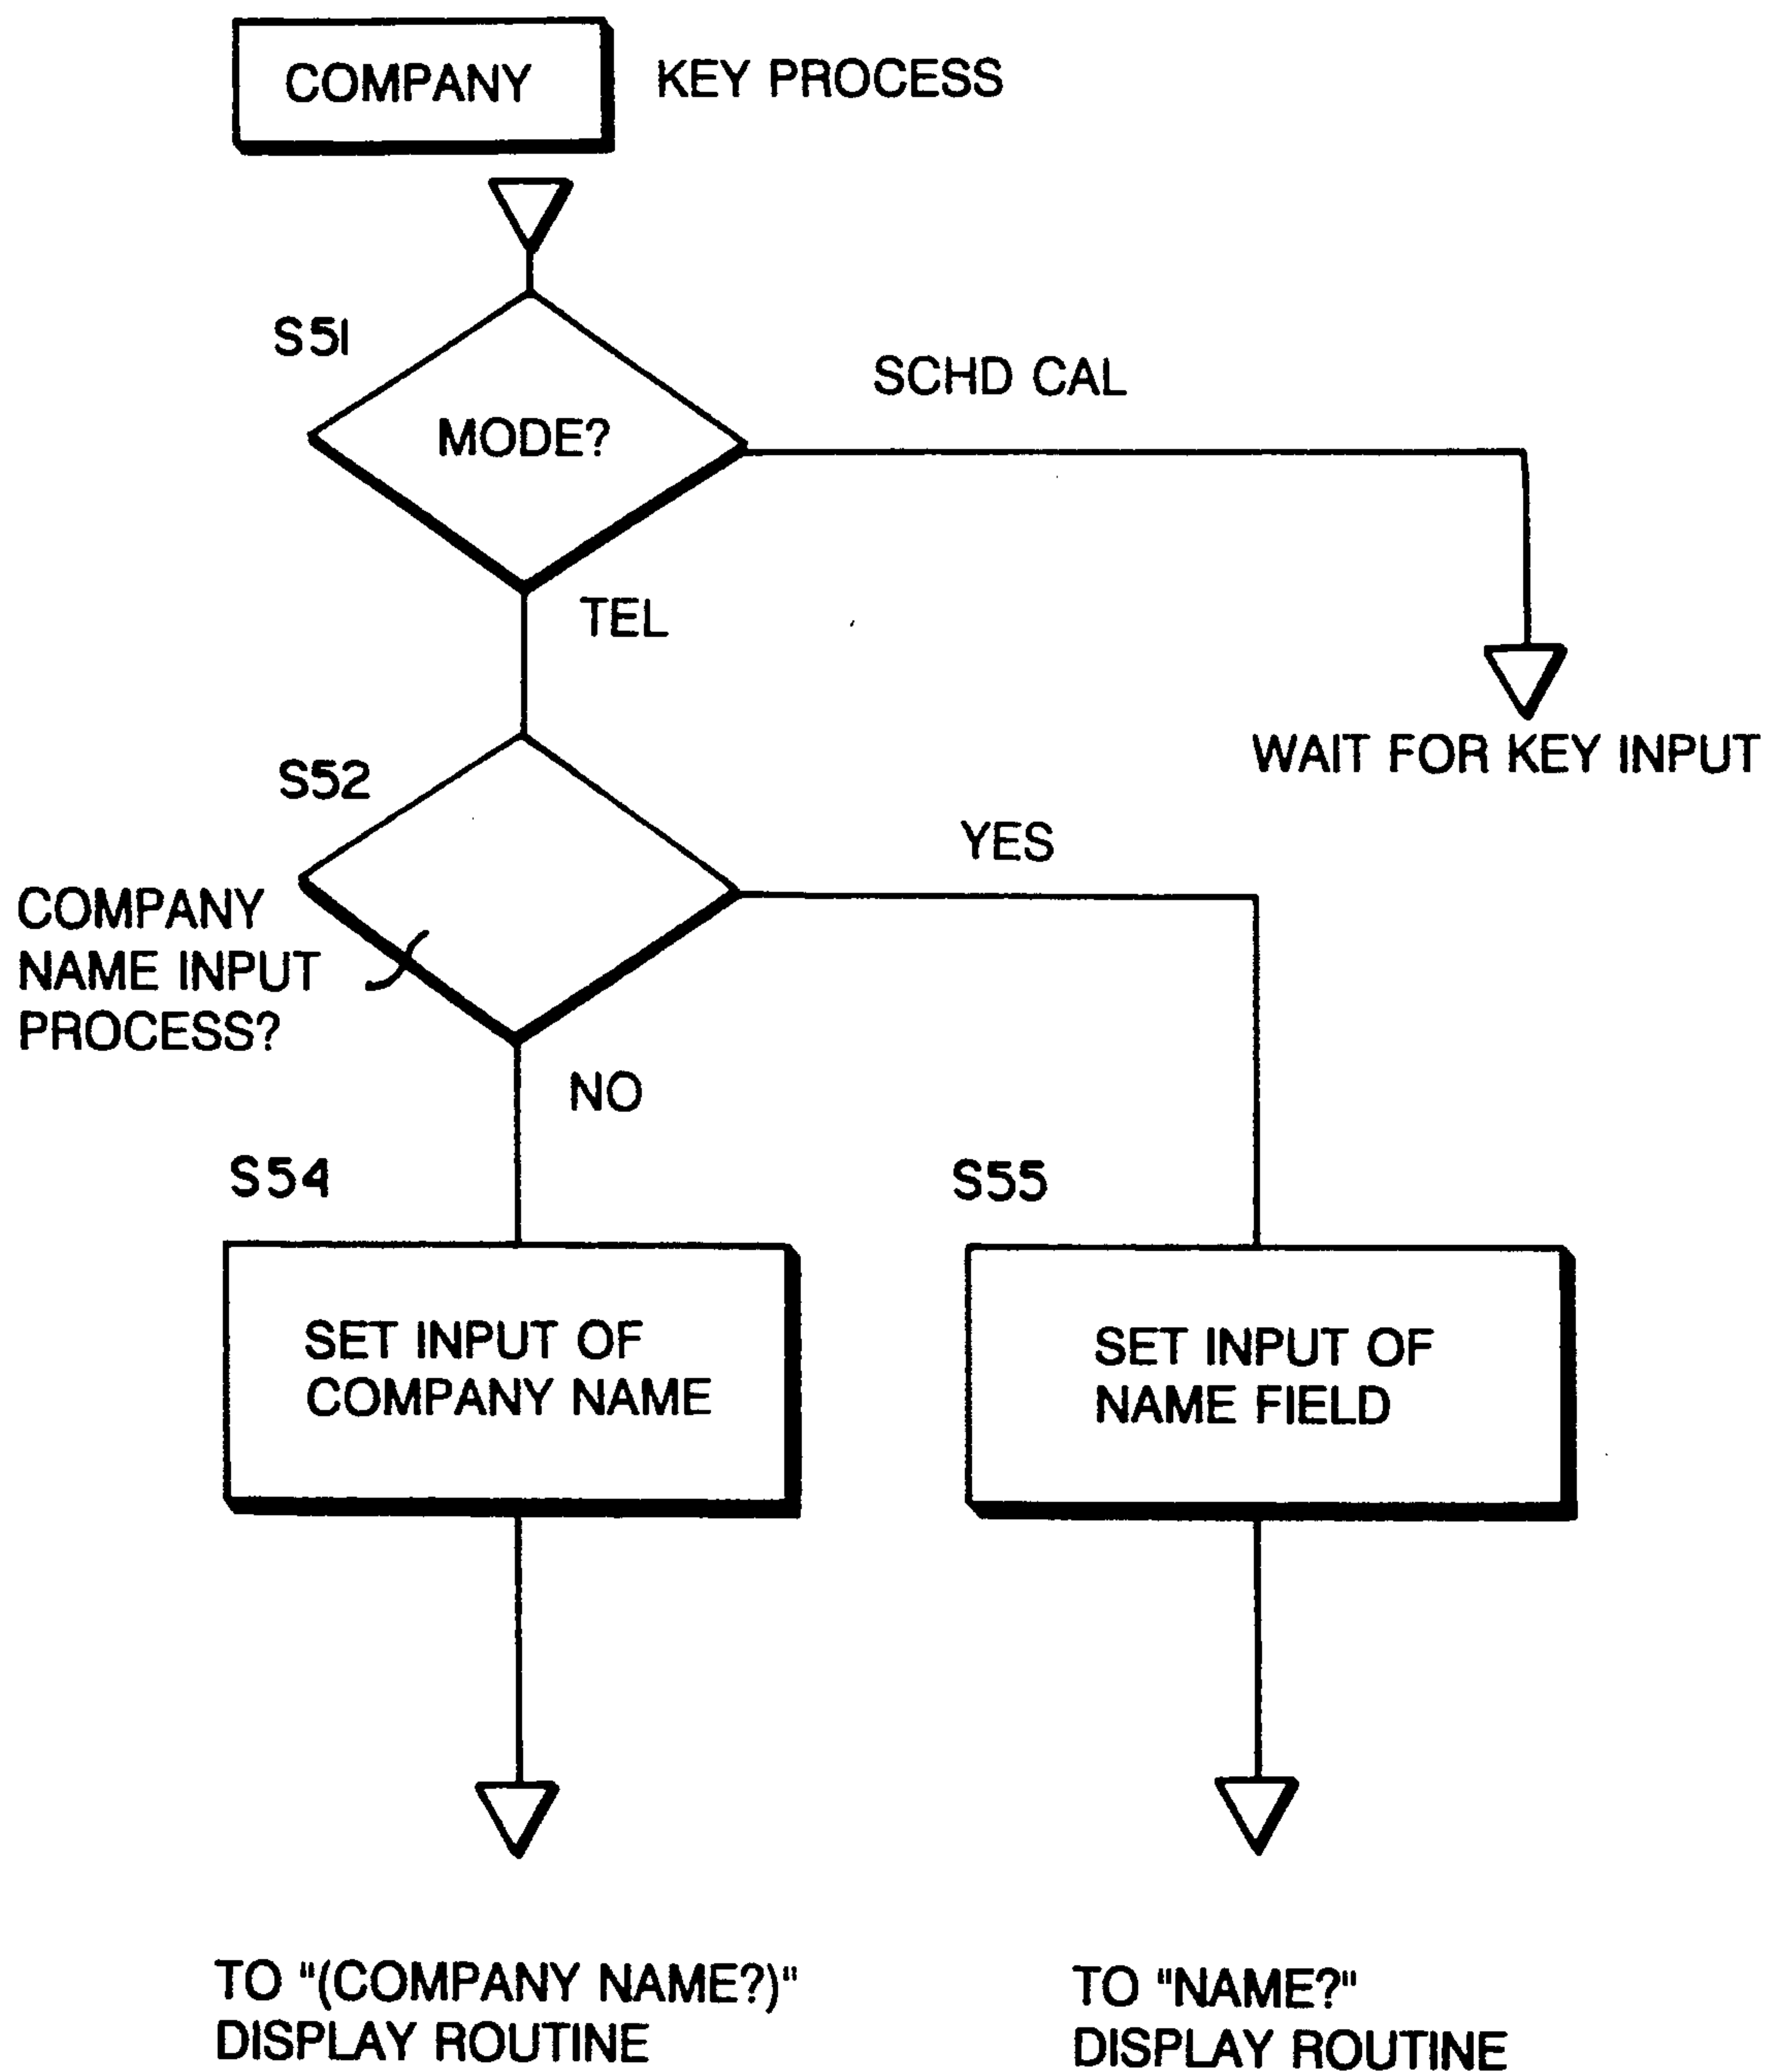 COMPANY KEY PROCESS
S51
SCHD CAL
MODE?
TEL
WAIT FOR KEY INPUT
S52
YES
COMPANY
NAME INPUT
PROCESS?
NO
S54
S55
SET INPUT OF
COMPANY NAME
SET INPUT OF
NAME FIELD
TO "(COMPANY NAME?)"
DISPLAY ROUTINE
TO "NAME?"
DISPLAY ROUTINE